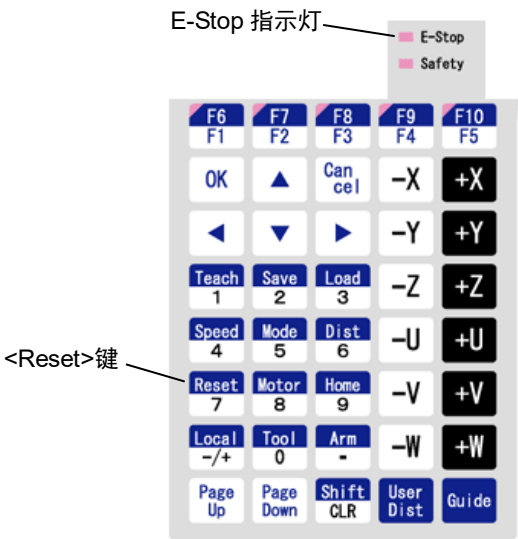 E-Stop 指示灯
E-Stop
Safety
F6 F7 F8 F9 F10
F1 F2 F3 F4 F5
OK Can cel -X +X
-Y +Y
Teach Save Load -Z +Z
1 2 3
Speed Mode Dist -U +U
4 5 6
<Reset>键
Reset Motor Home -V +V
7 8 9
Local Tool Arm -W +W
-/+ 0 -
Page Page Shift User Guide
Up Down CLR Dist